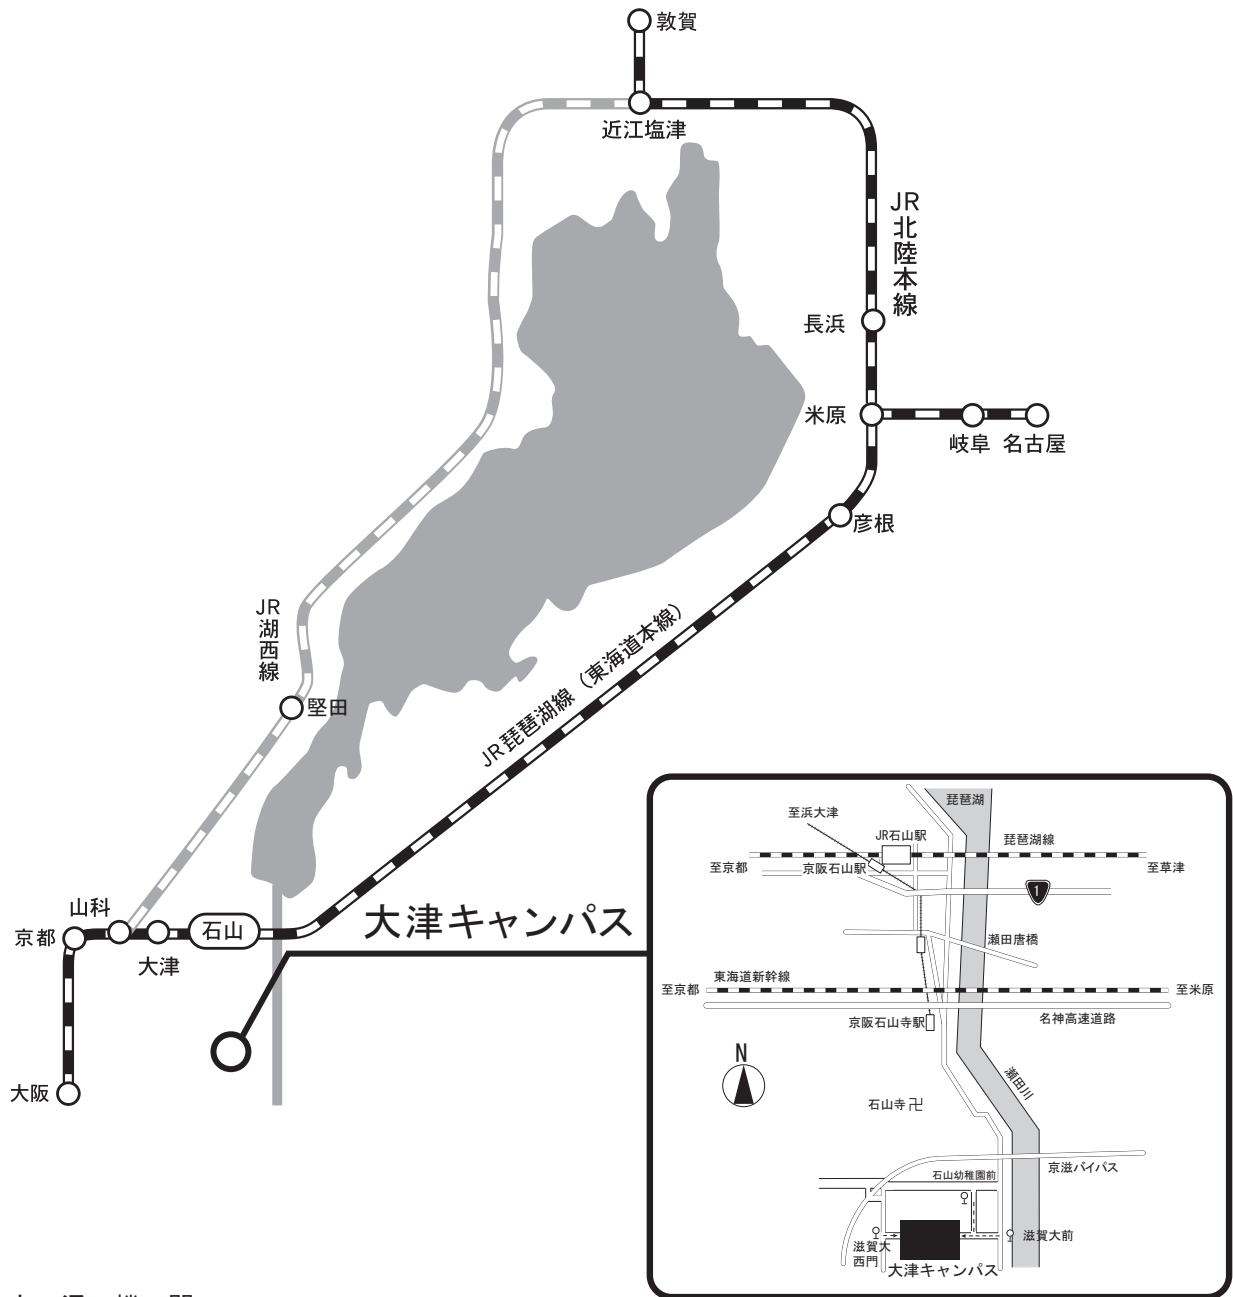 敦賀
近江塩津
JR北陸本線
長浜
米原
岐阜
名古屋
彦根
JR湖西線
堅田
JR琵琶湖線（東海道本線）
山科
京都
石山
大津
大津キャンパス
大阪
琵琶湖
至浜大津
JR石山駅
琵琶湖線
至京都
京阪石山駅
至草津
1
瀬田唐橋
東海道新幹線
至京都
至米原
京阪石山寺駅
名神高速道路
N
瀬田川
石山寺卍
京滋バイパス
石山幼稚園前
滋賀大
西門
滋賀大前
大津キャンパス